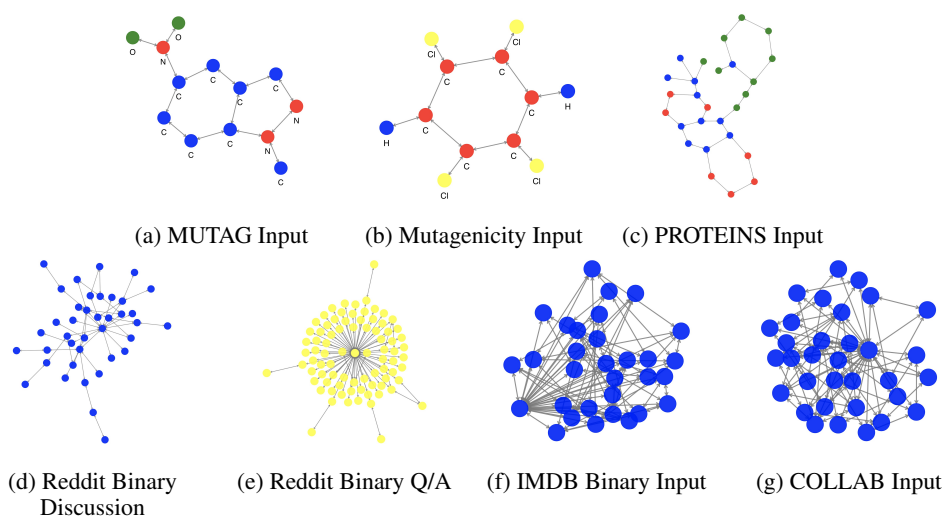 O
O
N
C
C
C
C
C
C
C
N
N
C
Cl
Cl
C
C
C
H
C
H
C
C
Cl
Cl
(a) MUTAG Input
(b) Mutagenicity Input
(c) PROTEINS Input
(d) Reddit Binary
Discussion
(e) Reddit Binary Q/A
(f) IMDB Binary Input
(g) COLLAB Input